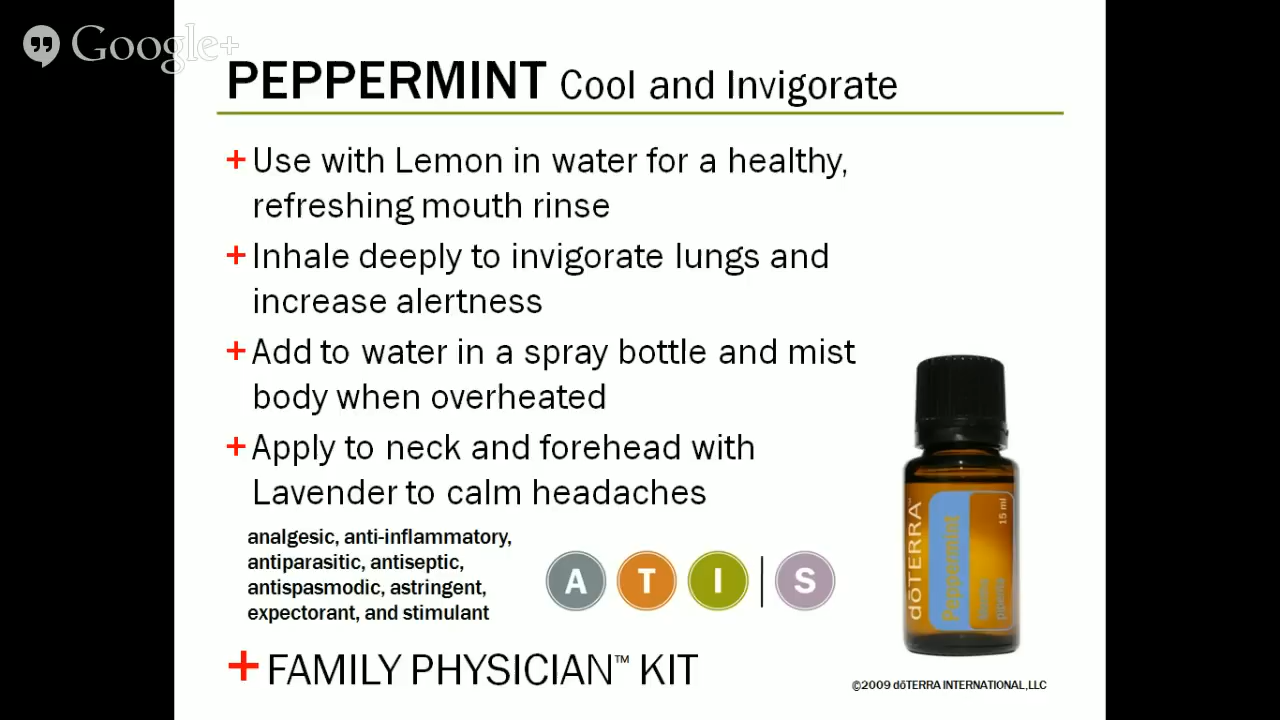 Google+
PEPPERMINT Cool and Invigorate
+ Use with Lemon in water for a healthy,
refreshing mouth rinse
+ Inhale deeply to invigorate lungs and
increase alertness
+ Add to water in a spray bottle and mist
body when overheated
+ Apply to neck and forehead with
Lavender to calm headaches
analgesic, anti-inflammatory,
antiparasitic, antiseptic,
antispasmodic, astringent,
expectorant, and stimulant
A T I | S
+ FAMILY PHYSICIAN™ KIT
dōTERRA™
Peppermint
piperita
15 ml
©2009 dōTERRA INTERNATIONAL,LLC